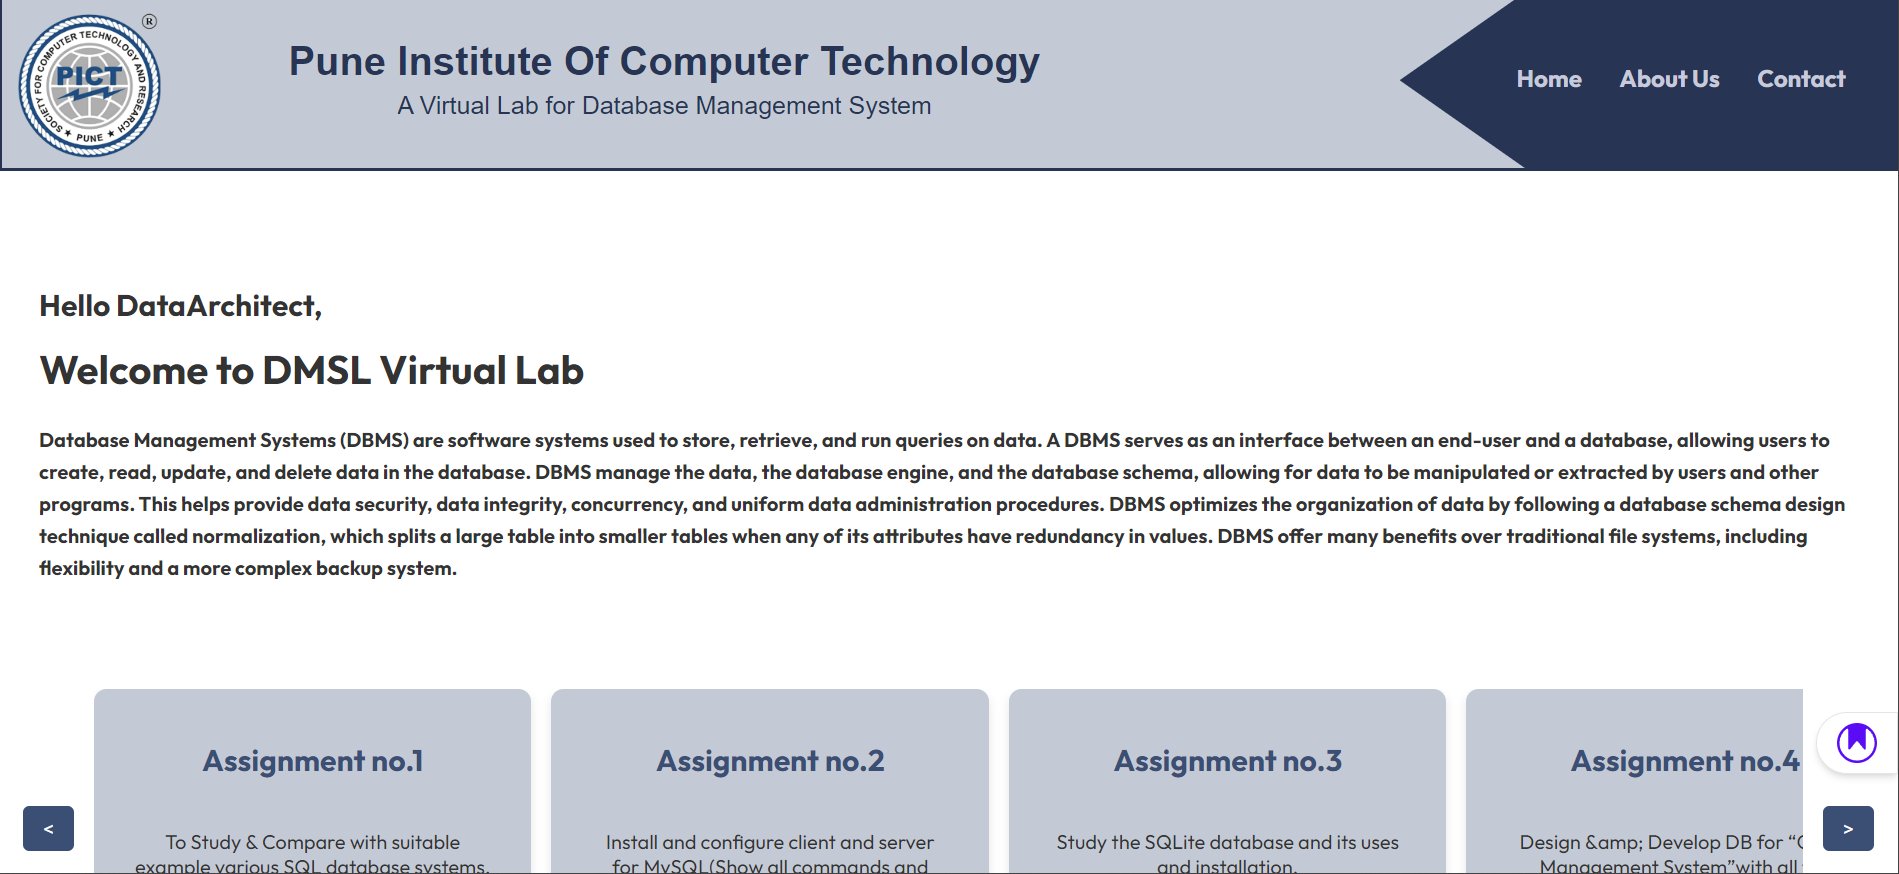 ®
SOCIETY FOR COMPUTER TECHNOLOGY AND RESEARCH
PICT
★ PUNE ★
Pune Institute Of Computer Technology
A Virtual Lab for Database Management System
Home About Us Contact
Hello DataArchitect,
Welcome to DMSL Virtual Lab
Database Management Systems (DBMS) are software systems used to store, retrieve, and run queries on data. A DBMS serves as an interface between an end-user and a database, allowing users to
create, read, update, and delete data in the database. DBMS manage the data, the database engine, and the database schema, allowing for data to be manipulated or extracted by users and other
programs. This helps provide data security, data integrity, concurrency, and uniform data administration procedures. DBMS optimizes the organization of data by following a database schema design
technique called normalization, which splits a large table into smaller tables when any of its attributes have redundancy in values. DBMS offer many benefits over traditional file systems, including
flexibility and a more complex backup system.
Assignment no.1
To Study & Compare with suitable
example various SQL database systems.
Assignment no.2
Install and configure client and server
for MySQL(Show all commands and
Assignment no.3
Study the SQLite database and its uses
and installation.
Assignment no.4
Design &amp; Develop DB for “
Management System”with all
<
>